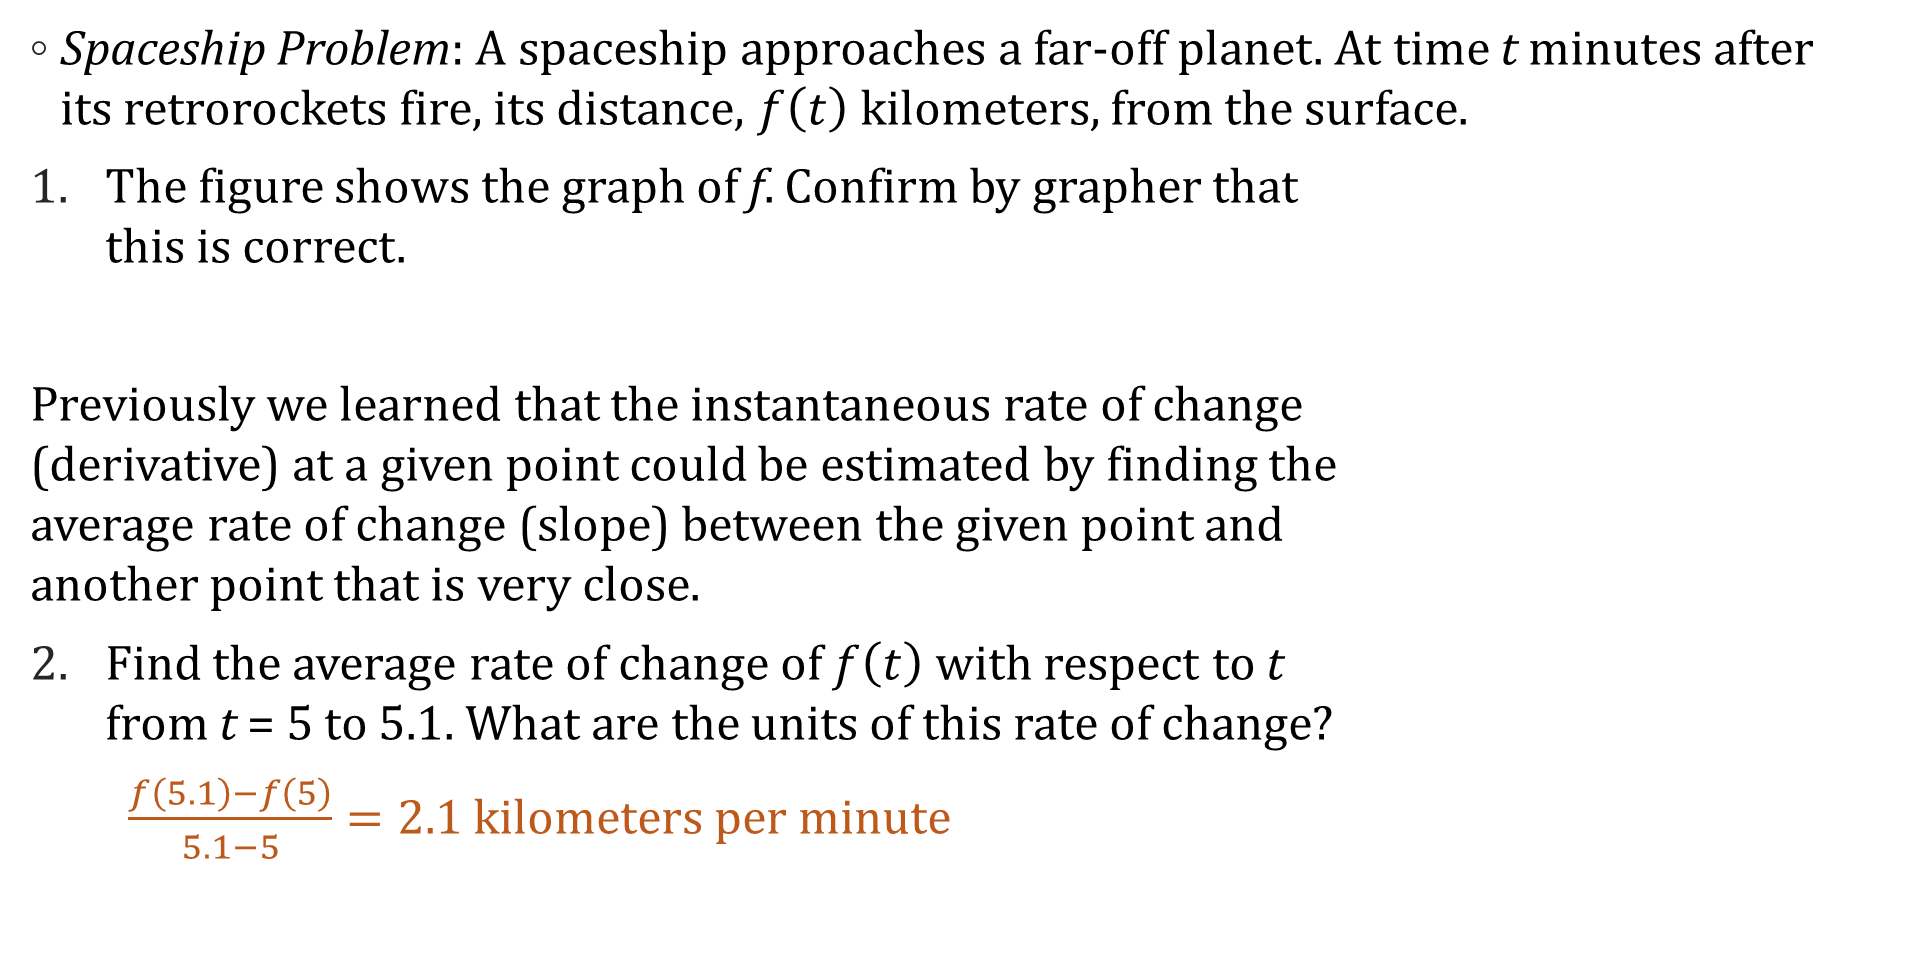 ◦ Spaceship Problem: A spaceship approaches a far-off planet. At time t minutes after
its retrorockets fire, its distance, f(t) kilometers, from the surface.
1. The figure shows the graph of f. Confirm by grapher that
this is correct.
Previously we learned that the instantaneous rate of change
(derivative) at a given point could be estimated by finding the
average rate of change (slope) between the given point and
another point that is very close.
2. Find the average rate of change of f(t) with respect to t
from t = 5 to 5.1. What are the units of this rate of change?
f(5.1)−f(5)
= 2.1 kilometers per minute
5.1−5